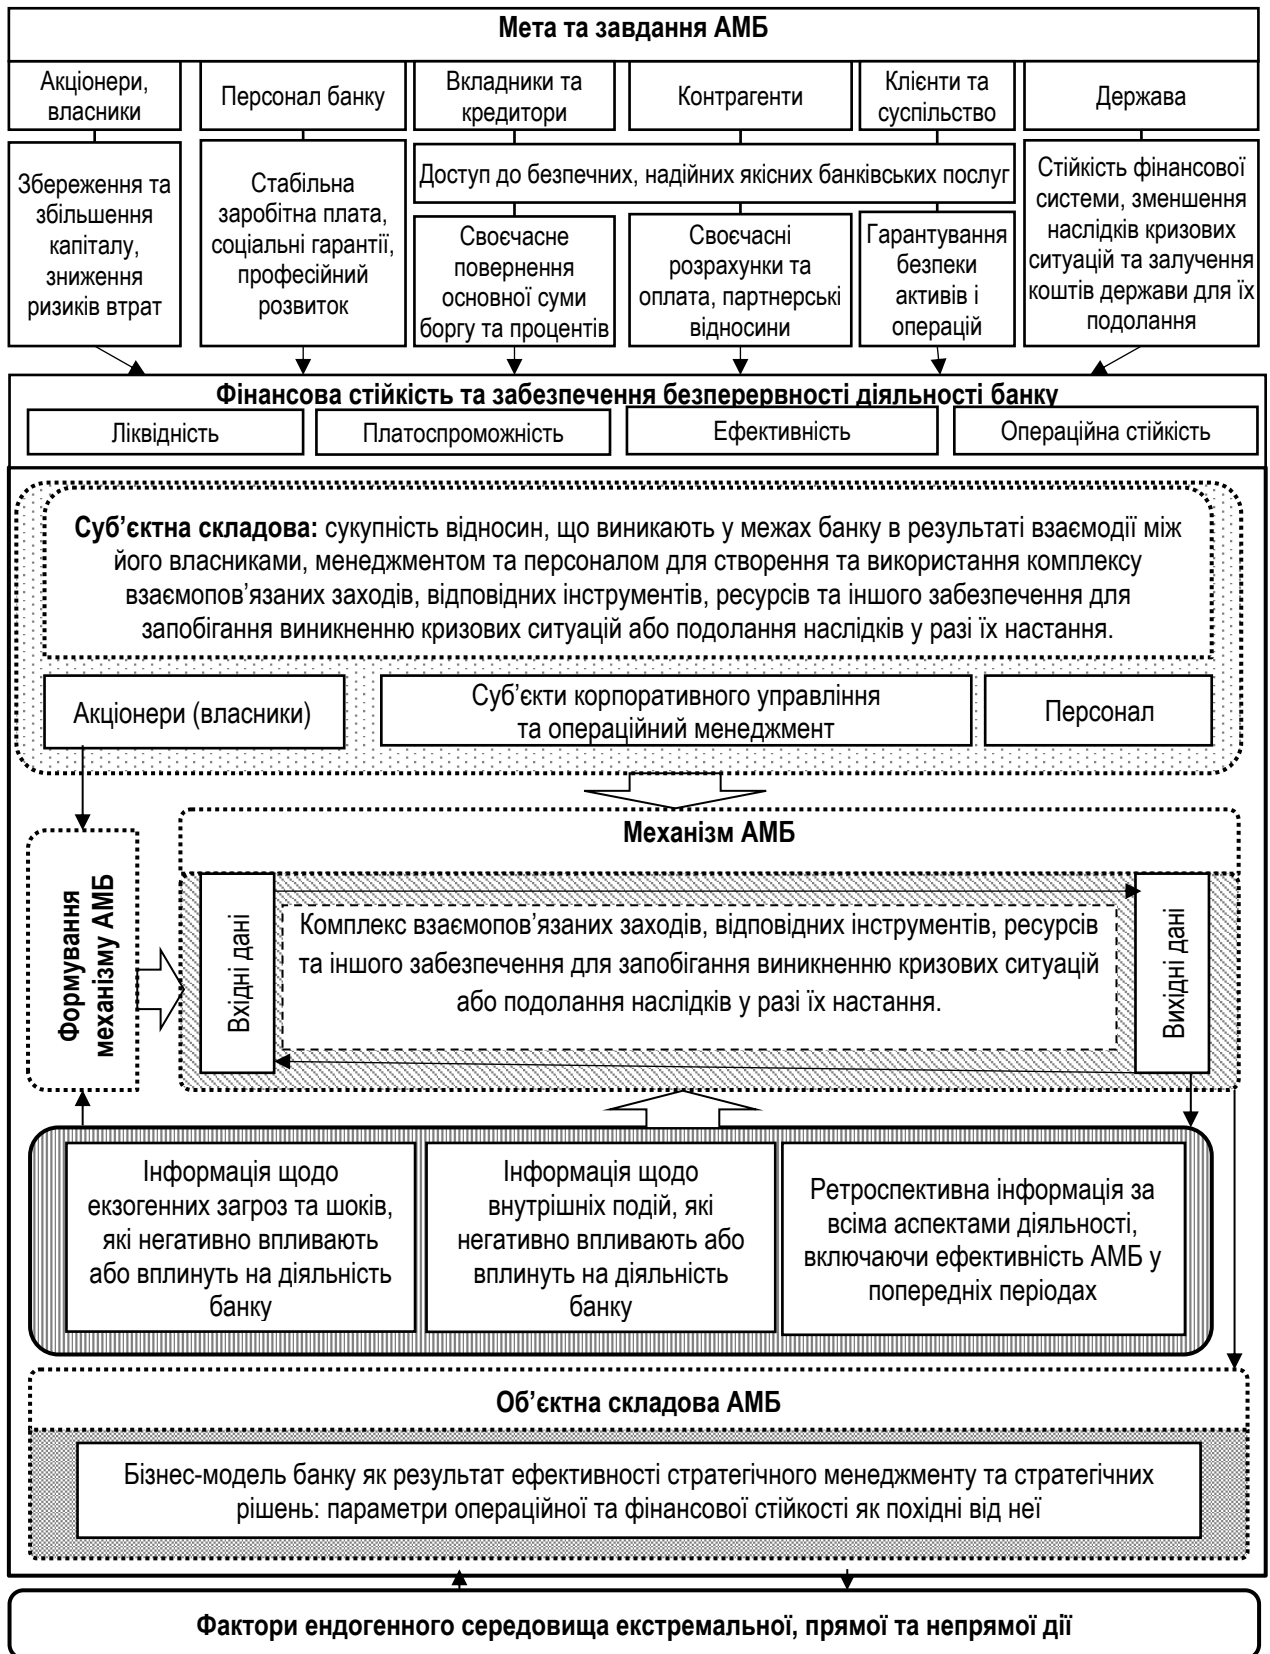 Мета та завдання АМБ
Акціонери,
власники
Персонал банку
Вкладники та
кредитори
Контрагенти
Клієнти та
суспільство
Держава
Збереження та
збільшення
капіталу,
зниження
ризиків втрат
Стабільна
заробітна плата,
соціальні гарантії,
професійний
розвиток
Доступ до безпечних, надійних якісних банківських послуг
Своєчасне
повернення
основної суми
боргу та процентів
Своєчасні
розрахунки та
оплата, партнерські
відносини
Гарантування
безпеки
активів і
операцій
Стійкість фінансової
системи, зменшення
наслідків кризових
ситуацій та залучення
коштів держави для їх
подолання
Фінансова стійкість та забезпечення безперервності діяльності банку
Ліквідність
Платоспроможність
Ефективність
Операційна стійкість
Суб’єктна складова: сукупність відносин, що виникають у межах банку в результаті взаємодії між
його власниками, менеджментом та персоналом для створення та використання комплексу
взаємопов’язаних заходів, відповідних інструментів, ресурсів та іншого забезпечення для
запобігання виникненню кризових ситуацій або подолання наслідків у разі їх настання.
Акціонери (власники)
Суб’єкти корпоративного управління
та операційний менеджмент
Персонал
Механізм АМБ
Формування
механізму АМБ
Вхідні дані
Комплекс взаємопов’язаних заходів, відповідних інструментів, ресурсів
та іншого забезпечення для запобігання виникненню кризових ситуацій
або подолання наслідків у разі їх настання.
Вихідні дані
Інформація щодо
екзогенних загроз та шоків,
які негативно впливають
або вплинуть на діяльність
банку
Інформація щодо
внутрішніх подій, які
негативно впливають або
вплинуть на діяльність
банку
Ретроспективна інформація за
всіма аспектами діяльності,
включаючи ефективність АМБ у
попередніх періодах
Об’єктна складова АМБ
Бізнес-модель банку як результат ефективності стратегічного менеджменту та стратегічних
рішень: параметри операційної та фінансової стійкості як похідні від неї
Фактори ендогенного середовища екстремальної, прямої та непрямої дії